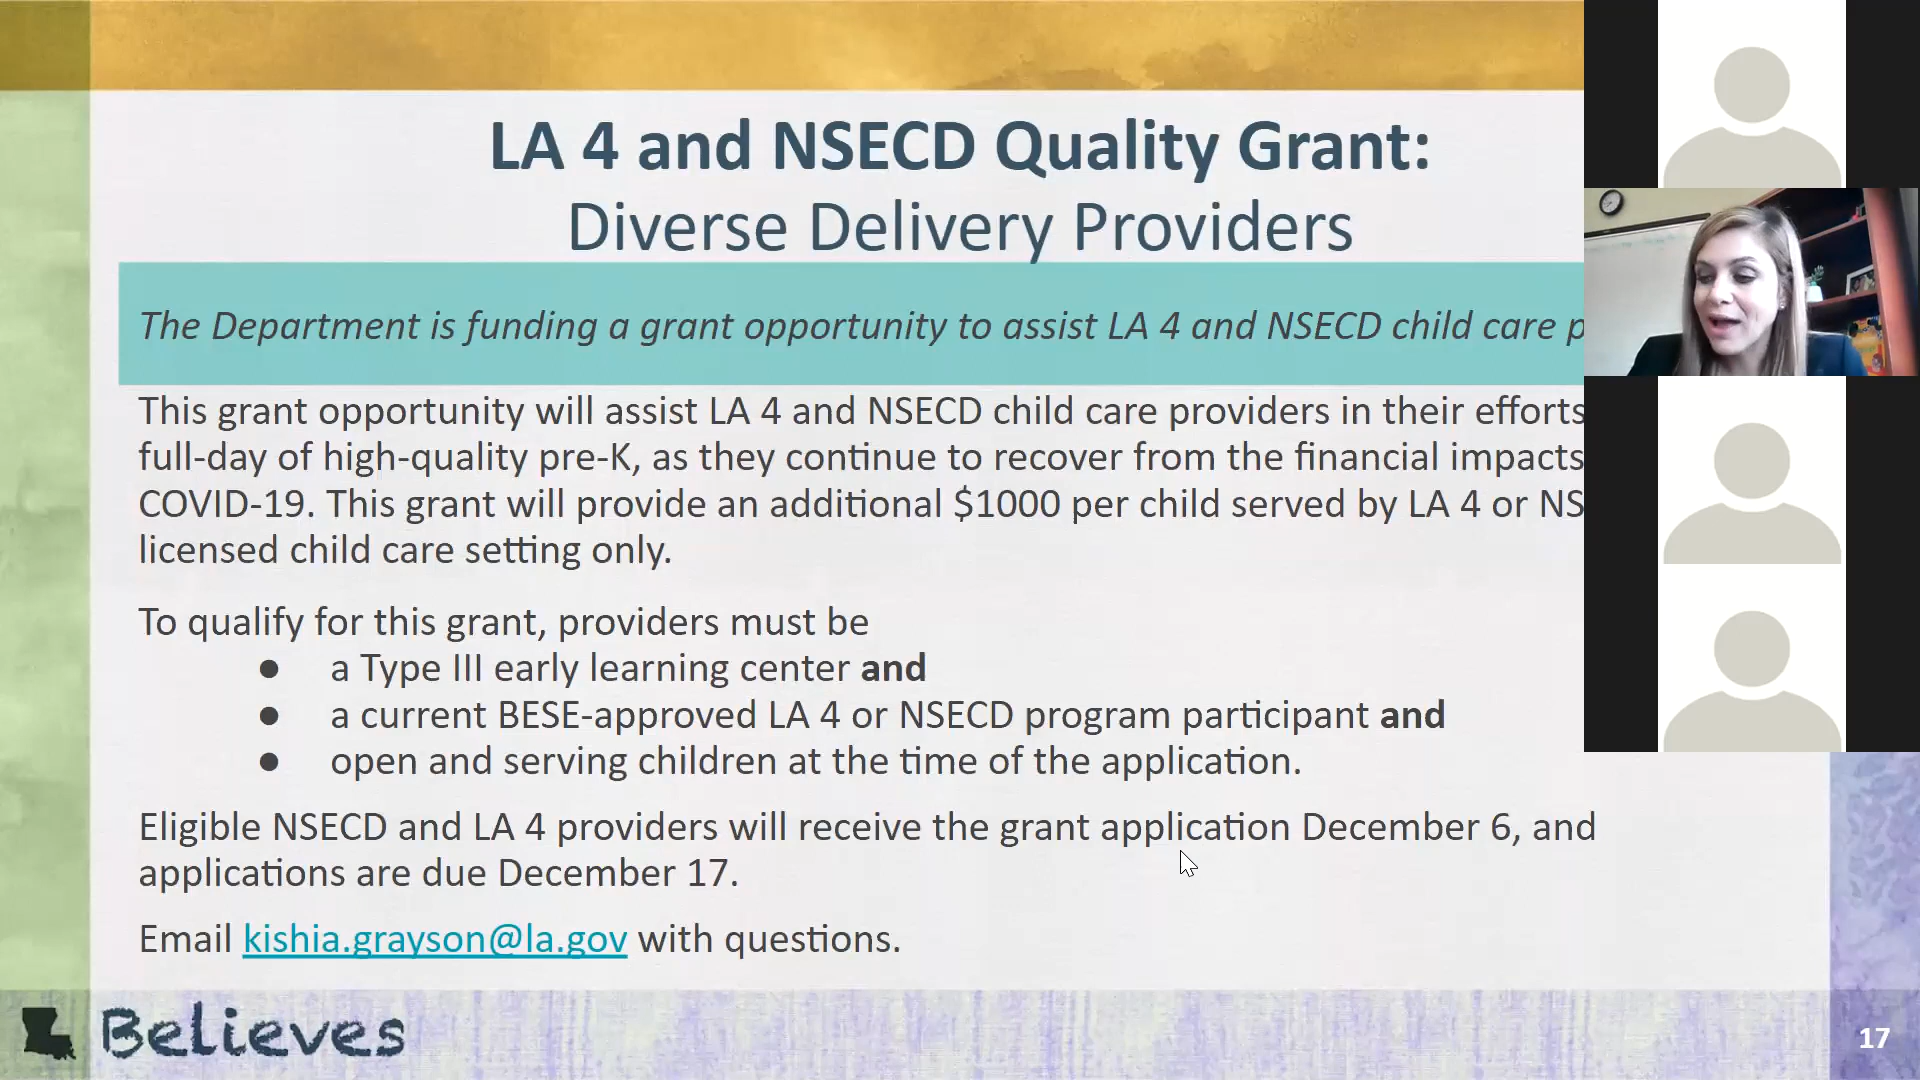 LA 4 and NSECD Quality Grant:
Diverse Delivery Providers
The Department is funding a grant opportunity to assist LA 4 and NSECD child care
This grant opportunity will assist LA 4 and NSECD child care providers in their efforts
full-day of high-quality pre-K, as they continue to recover from the financial impacts
COVID-19. This grant will provide an additional $1000 per child served by LA 4 or NS
licensed child care setting only.
To qualify for this grant, providers must be
● a Type III early learning center and
● a current BESE-approved LA 4 or NSECD program participant and
● open and serving children at the time of the application.
Eligible NSECD and LA 4 providers will receive the grant application December 6, and
applications are due December 17.
Email kishia.grayson@la.gov with questions.
Believes
17